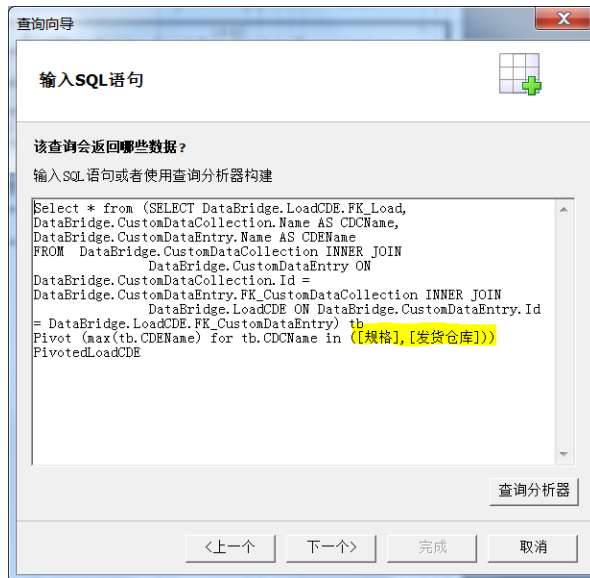 查询向导
输入SQL语句
该查询会返回哪些数据?
输入SQL语句或者使用查询分析器构建
Select * from (SELECT DataBridge.LoadCDE.FK_Load,
DataBridge.CustomDataCollection.Name AS CDCName,
DataBridge.CustomDataEntry.Name AS CDEName
FROM  DataBridge.CustomDataCollection INNER JOIN
DataBridge.CustomDataEntry ON
DataBridge.CustomDataCollection.Id =
DataBridge.CustomDataEntry.FK_CustomDataCollection INNER JOIN
DataBridge.LoadCDE ON DataBridge.CustomDataEntry.Id
= DataBridge.LoadCDE.FK_CustomDataEntry) tb
Pivot (max(tb.CDEName) for tb.CDCName in ([规格],[发货仓库]))
PivotedLoadCDE
查询分析器
<上一个 下一个> 完成 取消